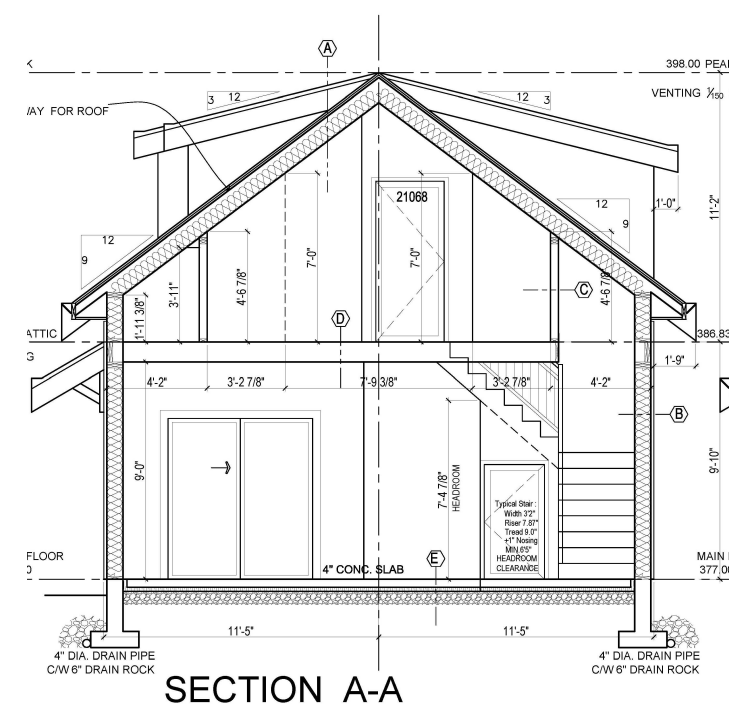 A
398.00 PEA
VENTING 1/150
3 12
12 3
WAY FOR ROOF
21068
12
9
12
9
1'-0"
11'-2"
7'-0"
7'-0"
3'-11"
4'-6 7/8"
4'-6 7/8"
1'-11 3/8"
C
D
ATTIC
386.83
G
1'-9"
4'-2"
3'-2 7/8"
7'-9 3/8"
3'-2 7/8"
4'-2"
B
9'-0"
7'-4 7/8"
HEADROOM
9'-10"
Typical Stair :
Width 3'2"
Riser 7.87"
Tread 9.0"
+1" Nosing
MIN.6'5"
HEADROOM
CLEARANCE
E
FLOOR
0
4" CONC. SLAB
MAIN
377.00
11'-5"
11'-5"
4" DIA. DRAIN PIPE
C/W 6" DRAIN ROCK
4" DIA. DRAIN PIPE
C/W 6" DRAIN ROCK
SECTION A-A